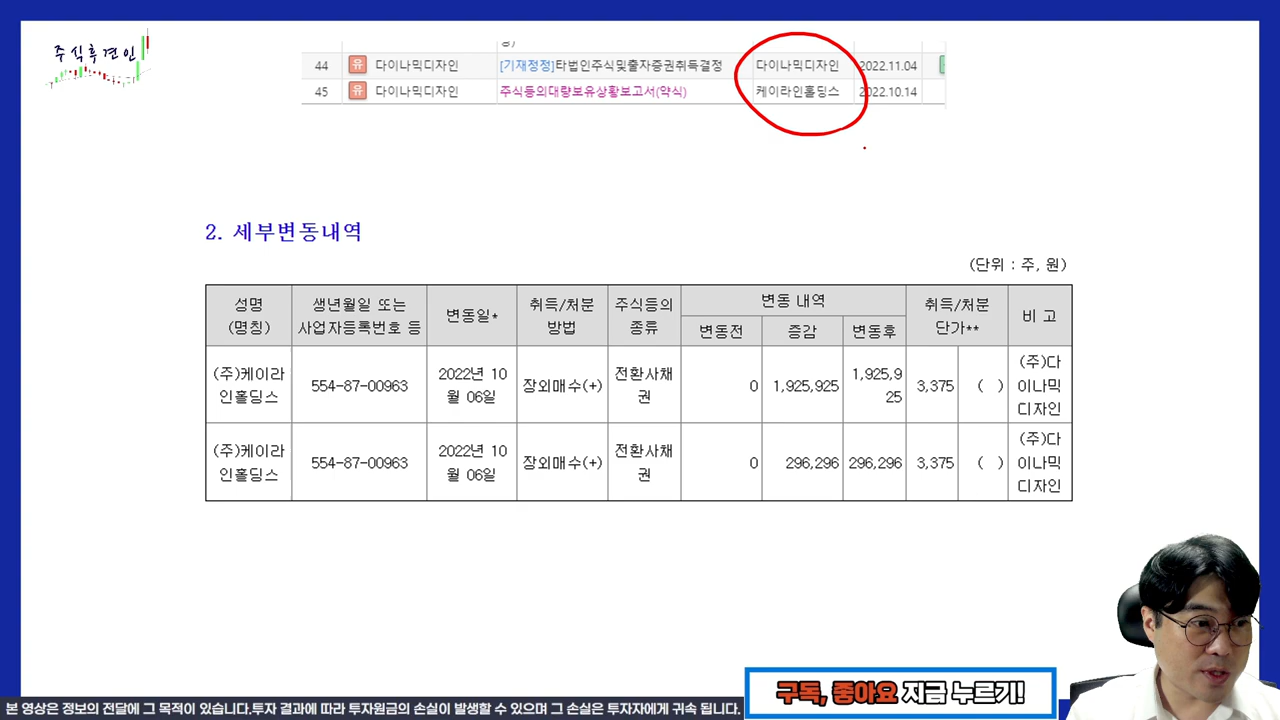 주식후견인
정)
44 유 다이나믹디자인 [기재정정]타법인주식및출자증권취득결정 다이나믹디자인 2022.11.04
45 유 다이나믹디자인 주식등의대량보유상황보고서(약식) 케이라인홀딩스 2022.10.14
2. 세부변동내역
(단위 : 주, 원)
성명 생년월일 또는 변동일* 취득/처분 주식등의 변동 내역 취득/처분 비 고
(명칭) 사업자등록번호 등 방법 종류 변동전 증감 변동후 단가**
(주)케이라 554-87-00963 2022년 10 장외매수(+) 전환사채 0 1,925,925 1,925,9 3,375 ( ) (주)다
인홀딩스 월 06일 권 25 이나믹
디자인
(주)케이라 554-87-00963 2022년 10 장외매수(+) 전환사채 0 296,296 296,296 3,375 ( ) (주)다
인홀딩스 월 06일 권 이나믹
디자인
구독, 좋아요 지금 누르기!
본 영상은 정보의 전달에 그 목적이 있습니다.투자 결과에 따라 투자원금의 손실이 발생할 수 있으며 그 손실은 투자자에게 귀속 됩니다.